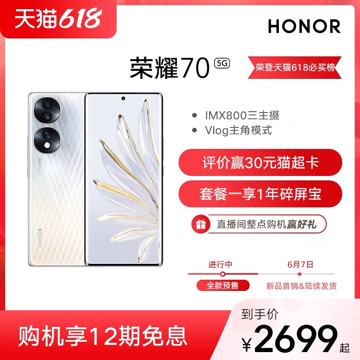 天猫618
HONOR
荣耀70 5G
荣登天猫618必买榜
• IMX800三主摄
• Vlog主角模式
评价赢30元猫超卡
套餐一享1年碎屏宝
直播间整点购机赢好礼
进行中
6月7日
全款预售
新品首销&陆续发货
HONOR
购机享12期免息
到手价
¥2699起